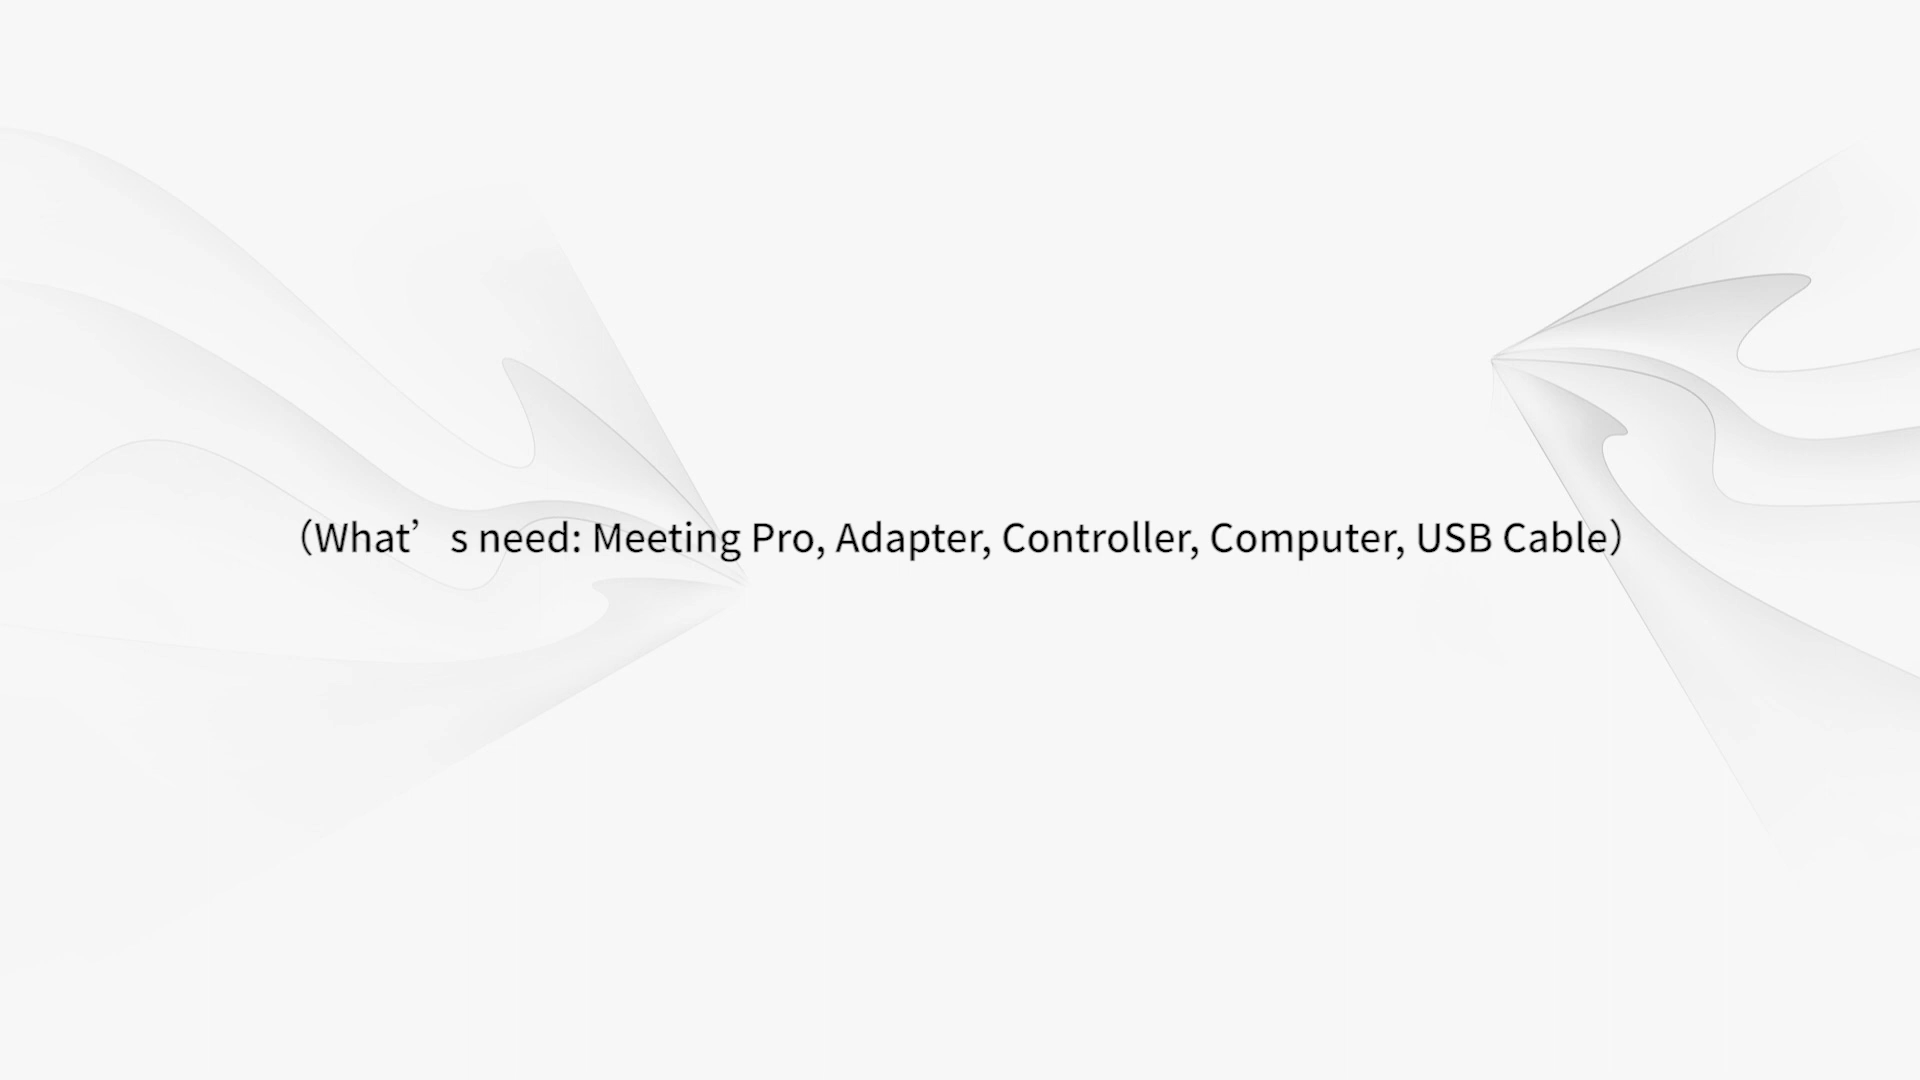 （What’s need: Meeting Pro, Adapter, Controller, Computer, USB Cable）